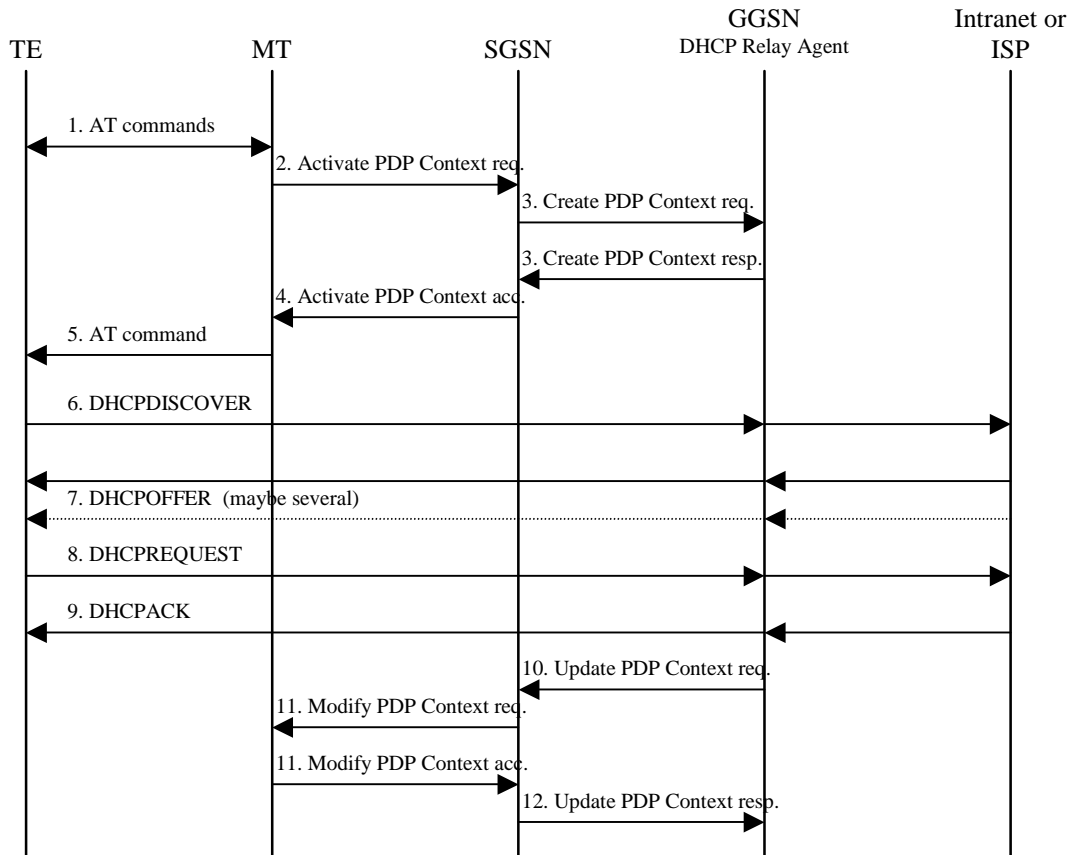 GGSN
Intranet or
TE
MT
SGSN
DHCP Relay Agent
ISP
1. AT commands
2. Activate PDP Context req.
3. Create PDP Context req.
3. Create PDP Context resp.
4. Activate PDP Context acc.
5. AT command
6. DHCPDISCOVER
7. DHCPOFFER (maybe several)
8. DHCPREQUEST
9. DHCPACK
10. Update PDP Context req.
11. Modify PDP Context req.
11. Modify PDP Context acc.
12. Update PDP Context resp.